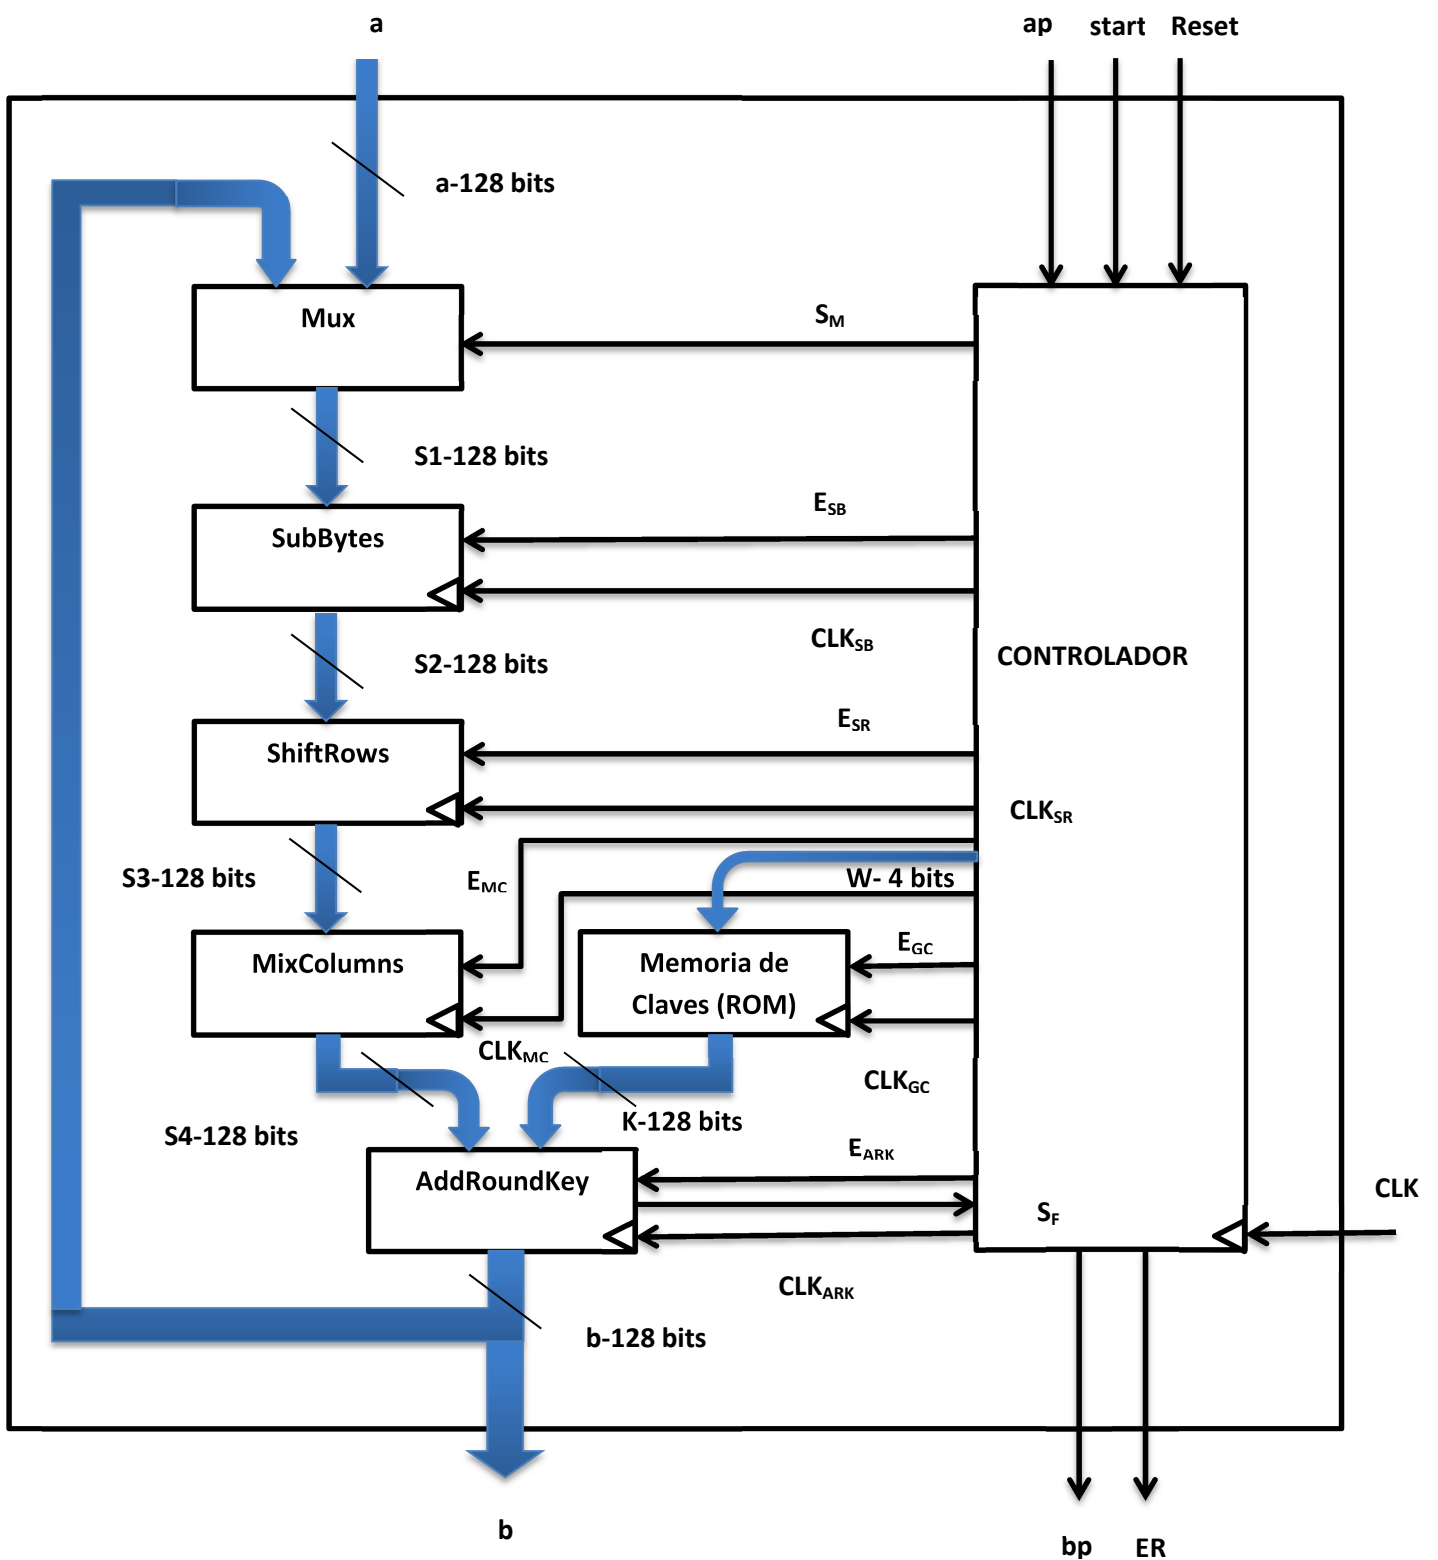 a
ap start Reset
a-128 bits
Mux
SM
S1-128 bits
ESB
SubBytes
CLKSB
S2-128 bits
CONTROLADOR
ESR
ShiftRows
CLKSR
S3-128 bits
EMC
W- 4 bits
EGC
MixColumns
Memoria de
Claves (ROM)
CLKMC
CLKGC
K-128 bits
S4-128 bits
EARK
AddRoundKey
CLK
SF
CLKARK
b-128 bits
b
bp ER